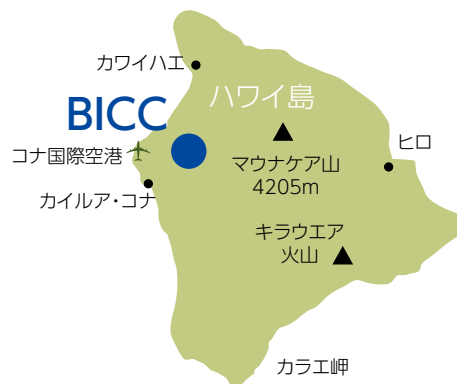 カワイハエ
ハワイ島
BICC
コナ国際空港
マウナケア山
4205m
ヒロ
カイルア・コナ
キラウエア
火山
カラエ岬